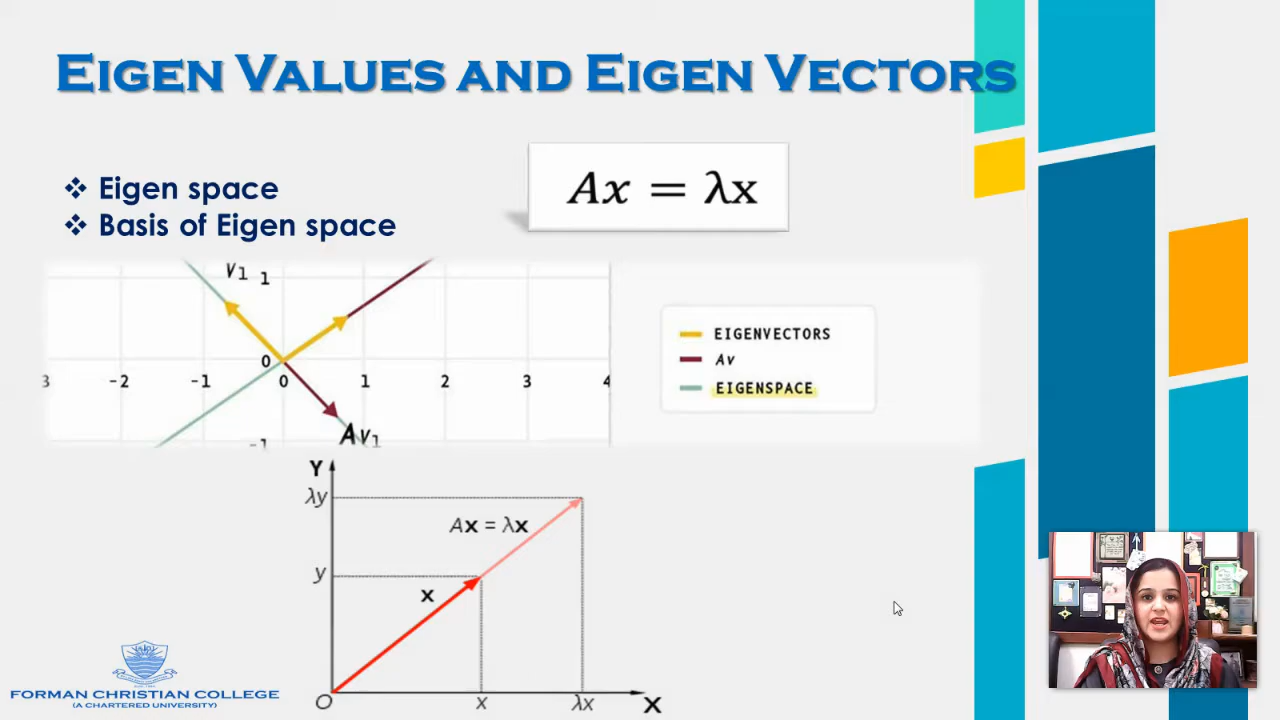 EIGEN VALUES AND EIGEN VECTORS
❖ Eigen space
❖ Basis of Eigen space
Ax = λx
V1 1
0
3 -2 -1 0 1 2 3 4
-1
Av1
EIGENVECTORS
Av
EIGENSPACE
Y
λy
Ax = λx
y
x
O x λx X
FORMAN CHRISTIAN COLLEGE
(A CHARTERED UNIVERSITY)